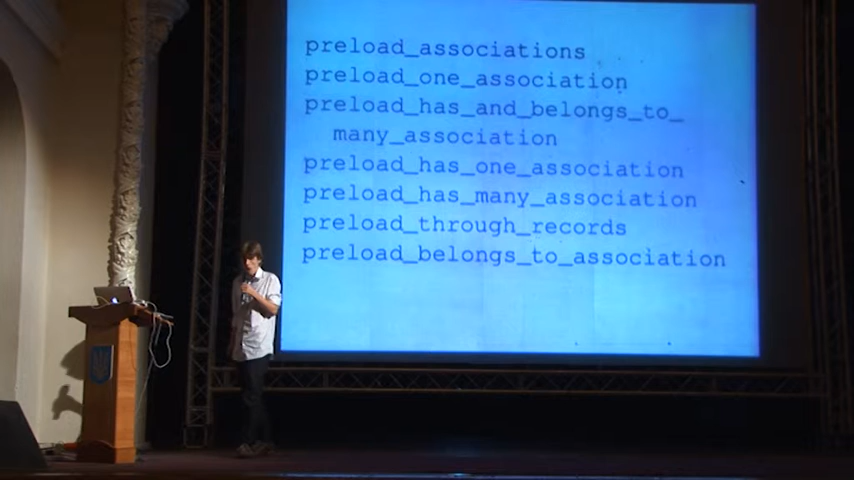 preload_associations
preload_one_association
preload_has_and_belongs_to_
many_association
preload_has_one_association
preload_has_many_association
preload_through_records
preload_belongs_to_association